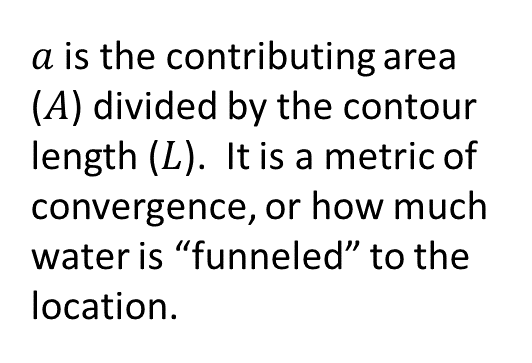 a is the contributing area
(A) divided by the contour
length (L).  It is a metric of
convergence, or how much
water is “funneled” to the
location.